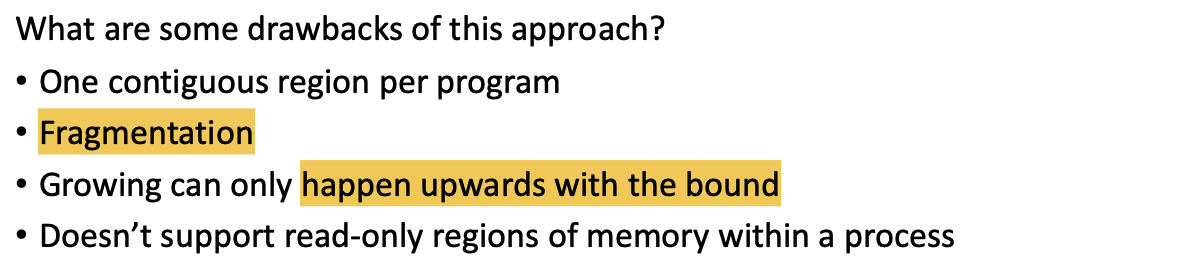 What are some drawbacks of this approach?
• One contiguous region per program
• Fragmentation
• Growing can only happen upwards with the bound
• Doesn’t support read-only regions of memory within a process